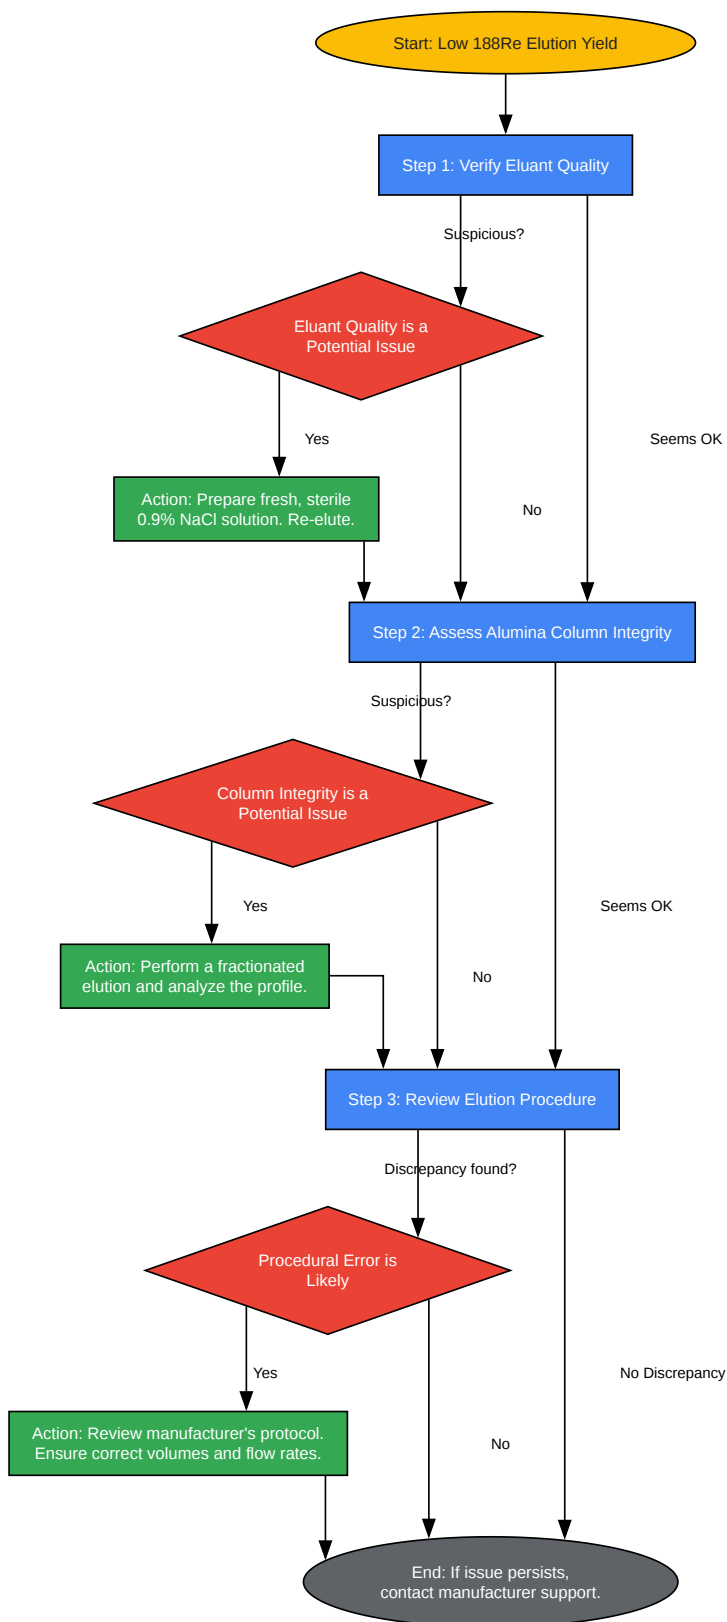 Start: Low 188Re Elution Yield
Step 1: Verify Eluant Quality
Suspicious?
Eluant Quality is a
Potential Issue
Yes
Seems OK
Action: Prepare fresh, sterile
0.9% NaCl solution. Re-elute.
No
Step 2: Assess Alumina Column Integrity
Suspicious?
Column Integrity is a
Potential Issue
Yes
Seems OK
Action: Perform a fractionated
elution and analyze the profile.
No
Step 3: Review Elution Procedure
Discrepancy found?
Procedural Error is
Likely
Yes
No Discrepancy
Action: Review manufacturer's protocol.
Ensure correct volumes and flow rates.
No
End: If issue persists,
contact manufacturer support.